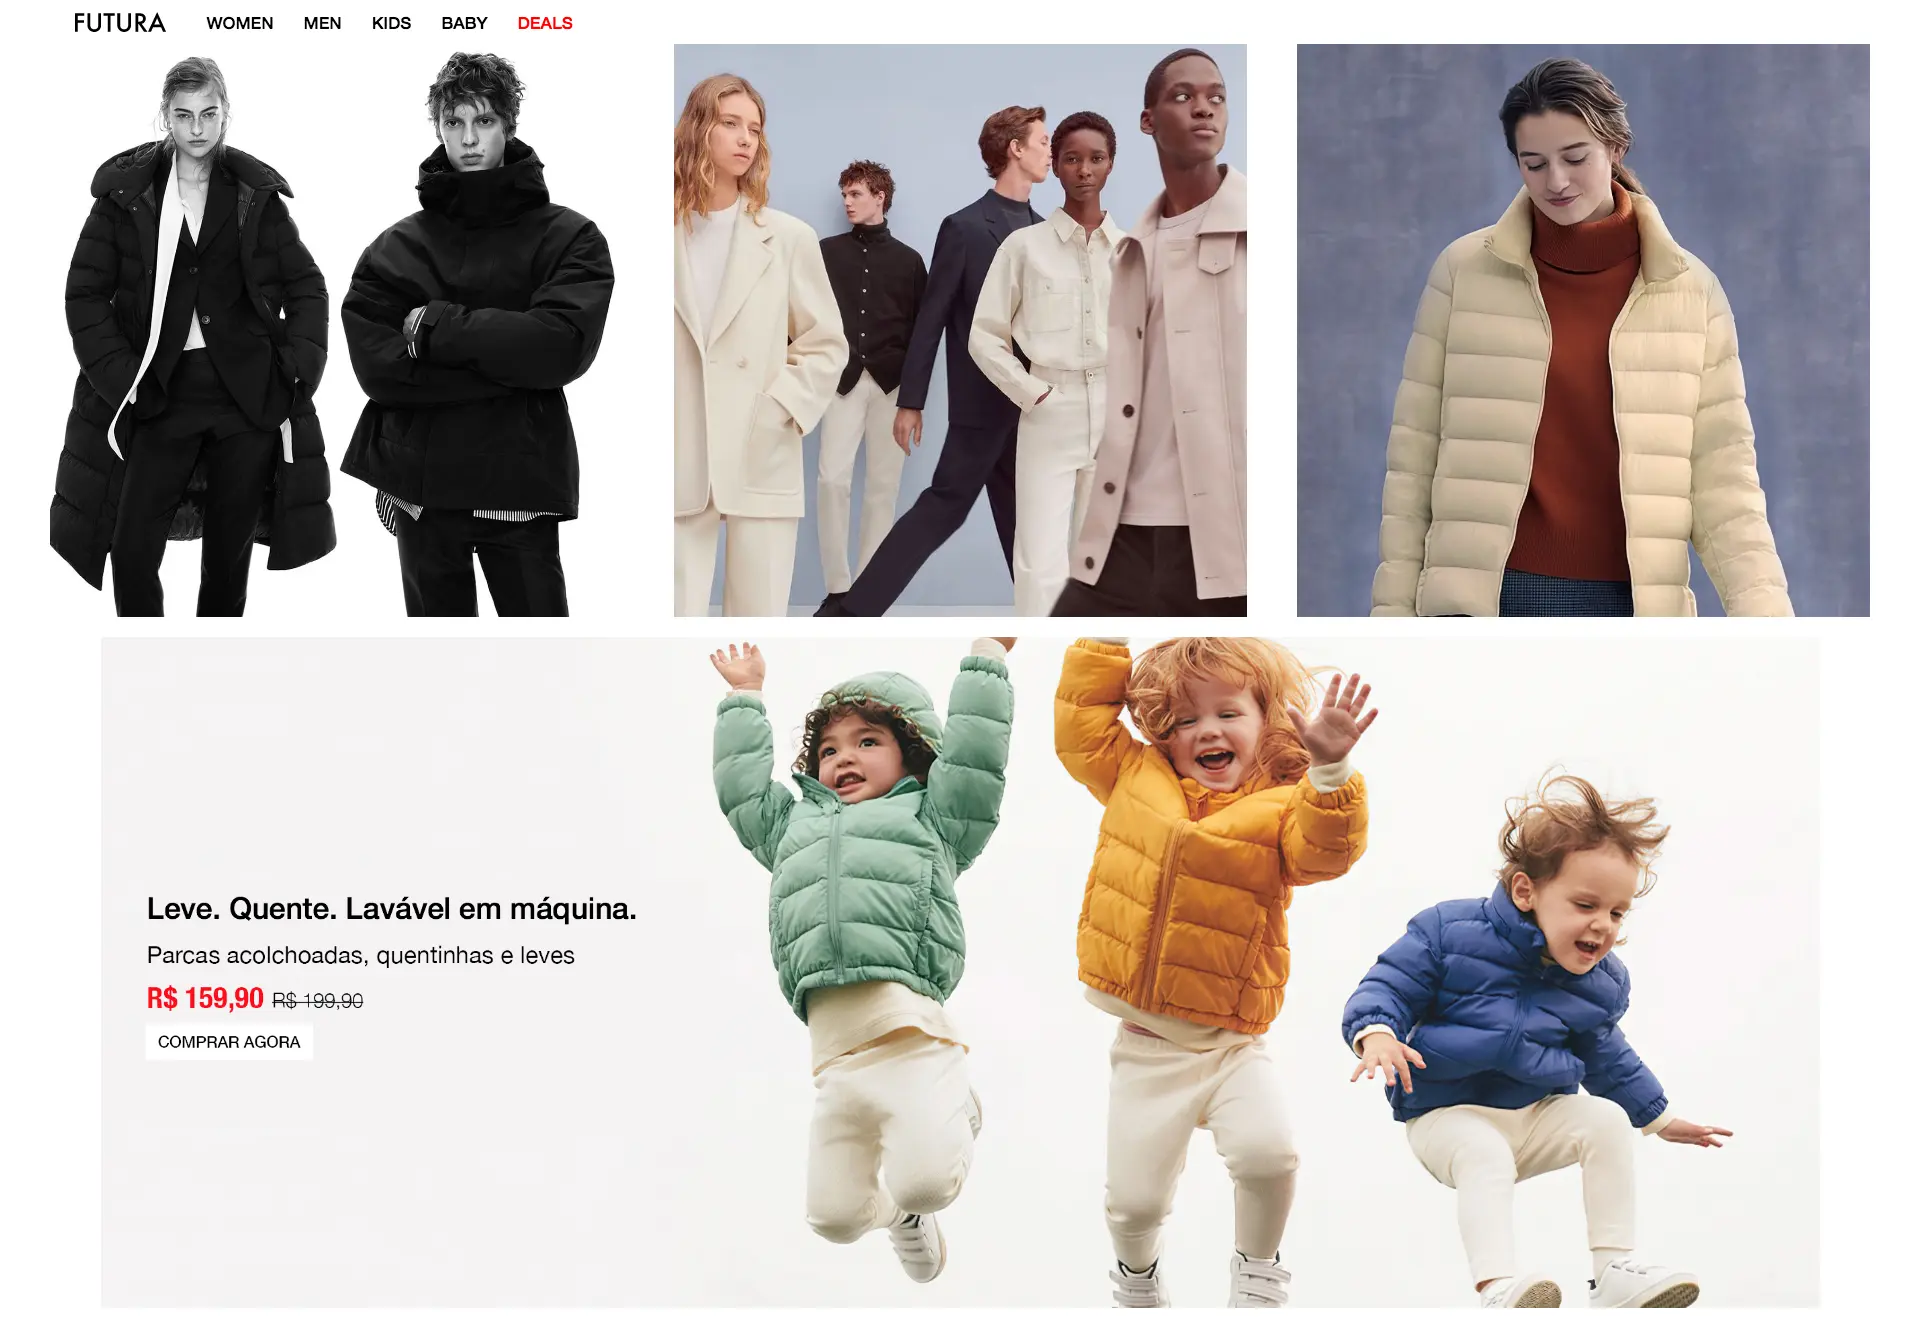 FUTURA WOMEN MEN KIDS BABY DEALS
Leve. Quente. Lavável em máquina.
Parcas acolchoadas, quentinhas e leves
R$ 159,90 R$ 199,90
COMPRAR AGORA